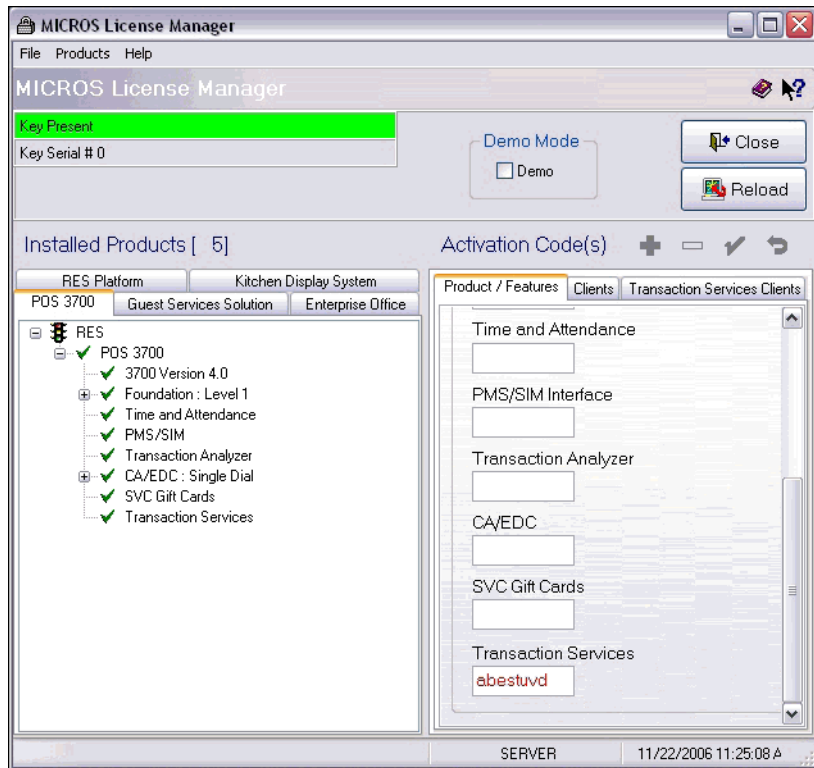 MICROS License Manager
File Products Help
MICROS License Manager
Key Present
Key Serial # 0
Demo Mode
Demo
Close
Reload
Installed Products [ 5]
RES Platform Kitchen Display System
POS 3700 Guest Services Solution Enterprise Office
RES
POS 3700
3700 Version 4.0
Foundation : Level 1
Time and Attendance
PMS/SIM
Transaction Analyzer
CA/EDC : Single Dial
SVC Gift Cards
Transaction Services
Activation Code(s)
Product / Features Clients Transaction Services Clients
Time and Attendance
PMS/SIM Interface
Transaction Analyzer
CA/EDC
SVC Gift Cards
Transaction Services
abestuvd
SERVER 11/22/2006 11:25:08 A